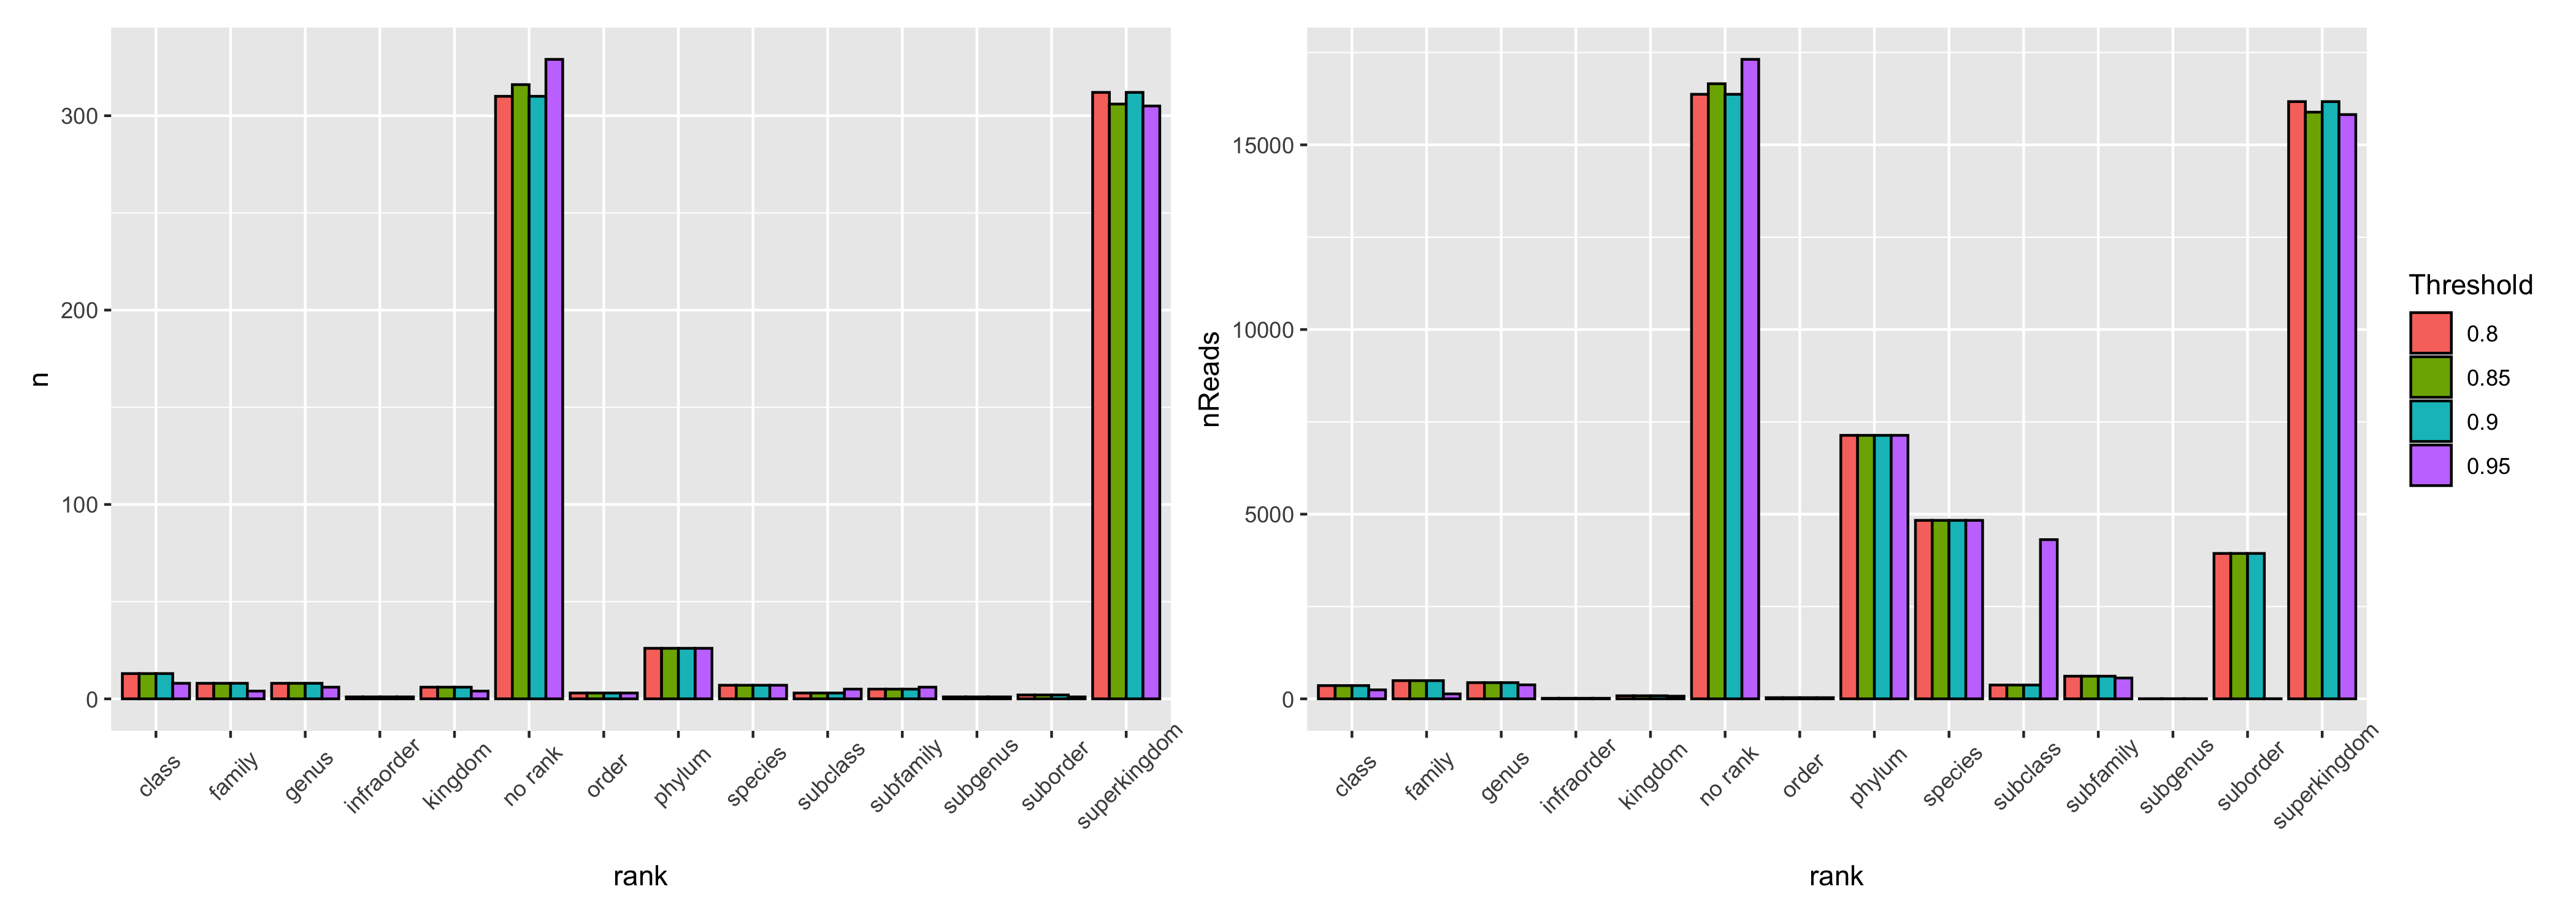 n
300
200
100
0
class
family
genus
infraorder
kingdom
no rank
order
phylum
species
subclass
subfamily
subgenus
suborder
superkingdom
rank
nReads
15000
10000
5000
0
class
family
genus
infraorder
kingdom
no rank
order
phylum
species
subclass
subfamily
subgenus
suborder
superkingdom
rank
Threshold
0.8
0.85
0.9
0.95